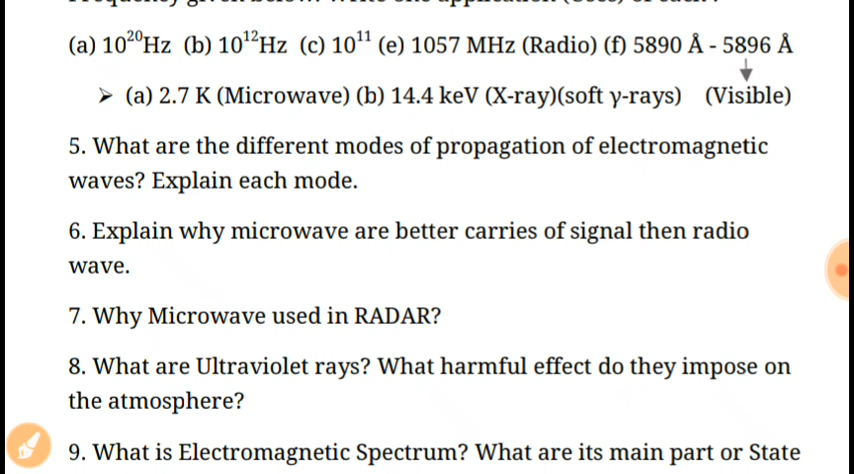 (a) 10²⁰Hz (b) 10¹²Hz (c) 10¹¹ (e) 1057 MHz (Radio) (f) 5890 Å - 5896 Å
➤ (a) 2.7 K (Microwave) (b) 14.4 keV (X-ray)(soft γ-rays) (Visible)
5. What are the different modes of propagation of electromagnetic
waves? Explain each mode.
6. Explain why microwave are better carries of signal then radio
wave.
7. Why Microwave used in RADAR?
8. What are Ultraviolet rays? What harmful effect do they impose on
the atmosphere?
9. What is Electromagnetic Spectrum? What are its main part or State